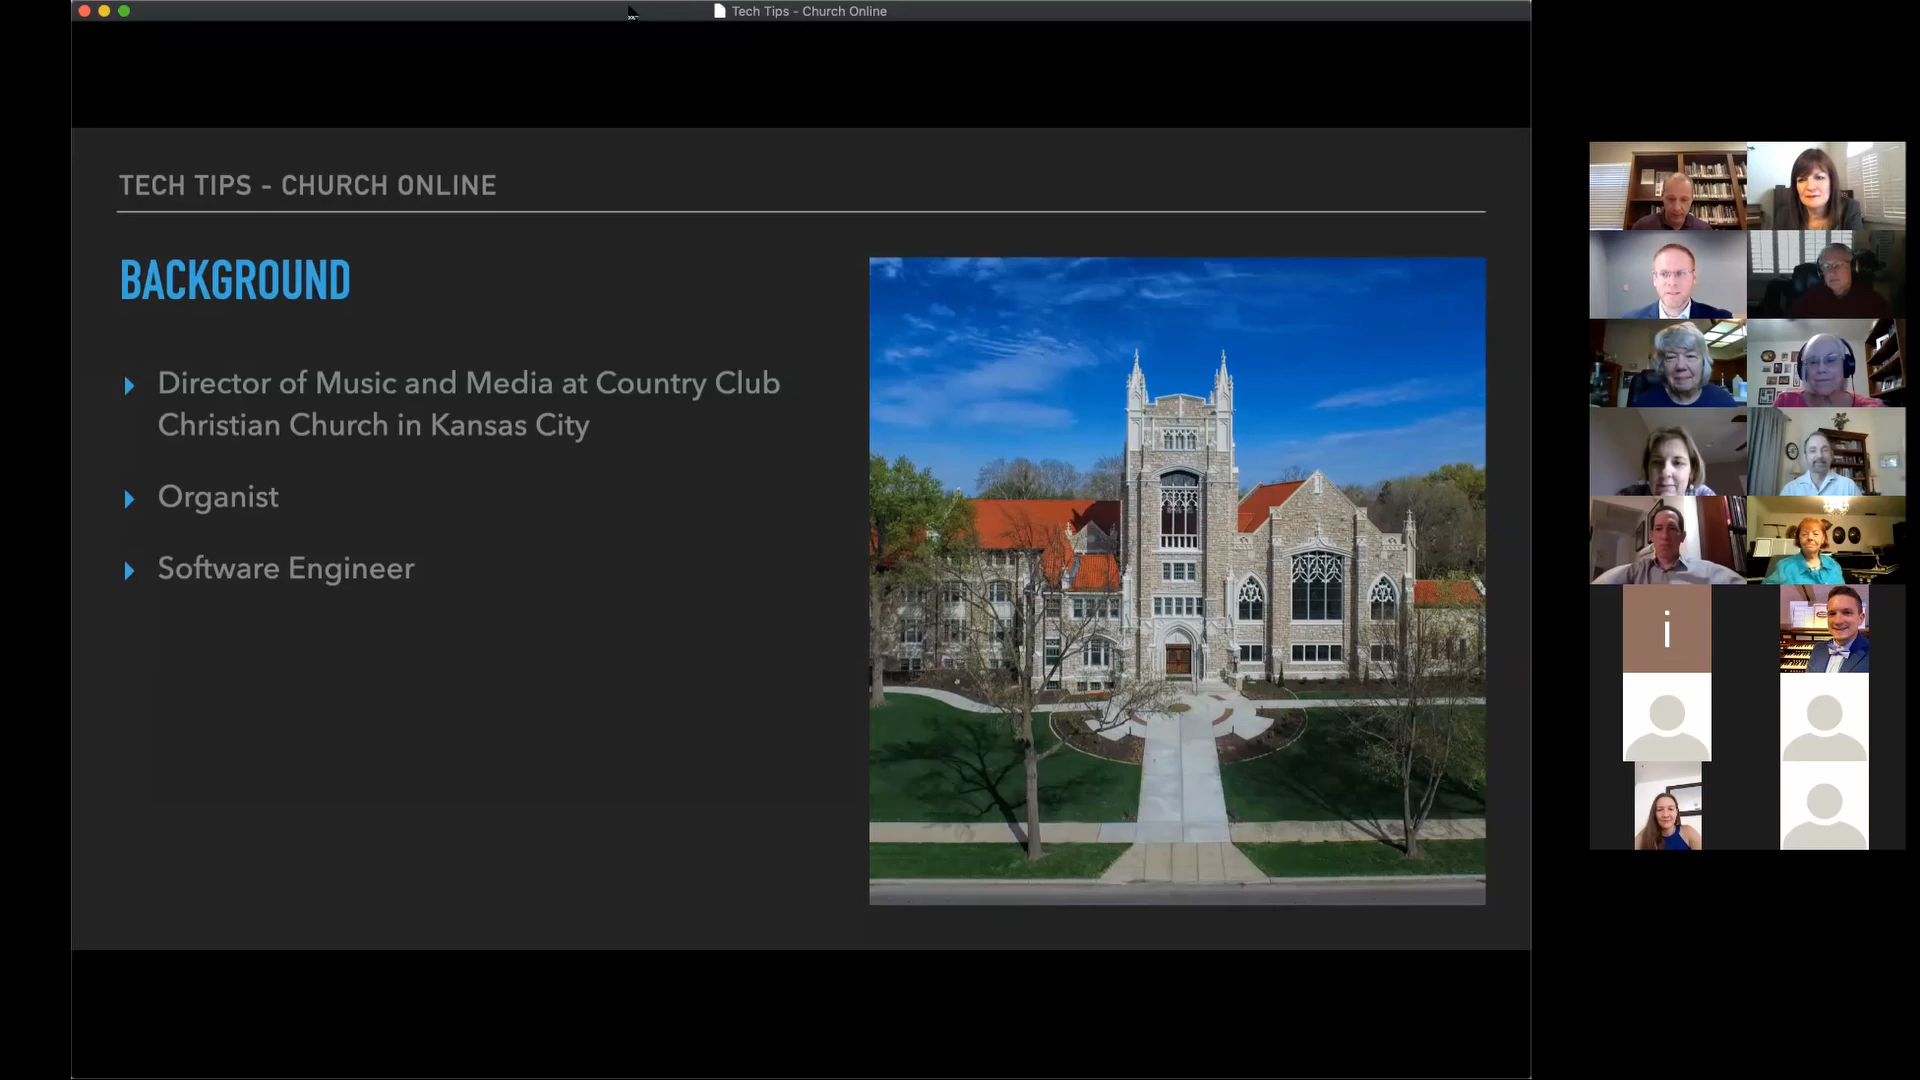 Tech Tips - Church Online
TECH TIPS - CHURCH ONLINE
BACKGROUND
Director of Music and Media at Country Club
Christian Church in Kansas City
Organist
Software Engineer
i